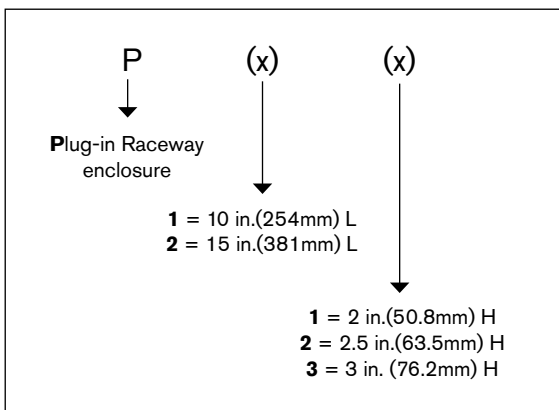 P (x) (x)
Plug-in Raceway
enclosure
1 = 10 in.(254mm) L
2 = 15 in.(381mm) L
1 = 2 in.(50.8mm) H
2 = 2.5 in.(63.5mm) H
3 = 3 in. (76.2mm) H